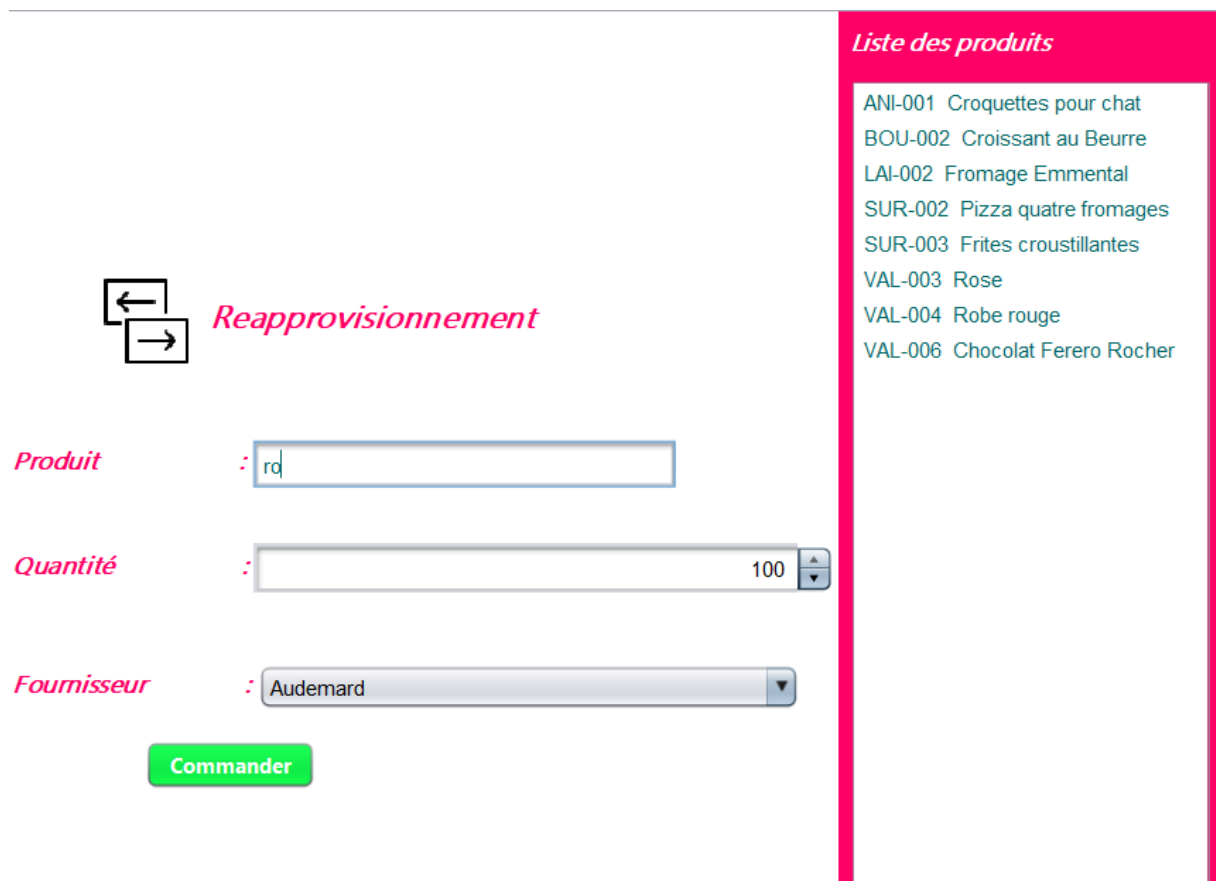 Reapprovisionnement
Produit : ro
Quantité : 100
Fournisseur : Audemard
Commander
Liste des produits
ANI-001 Croquettes pour chat
BOU-002 Croissant au Beurre
LAI-002 Fromage Emmental
SUR-002 Pizza quatre fromages
SUR-003 Frites croustillantes
VAL-003 Rose
VAL-004 Robe rouge
VAL-006 Chocolat Ferero Rocher